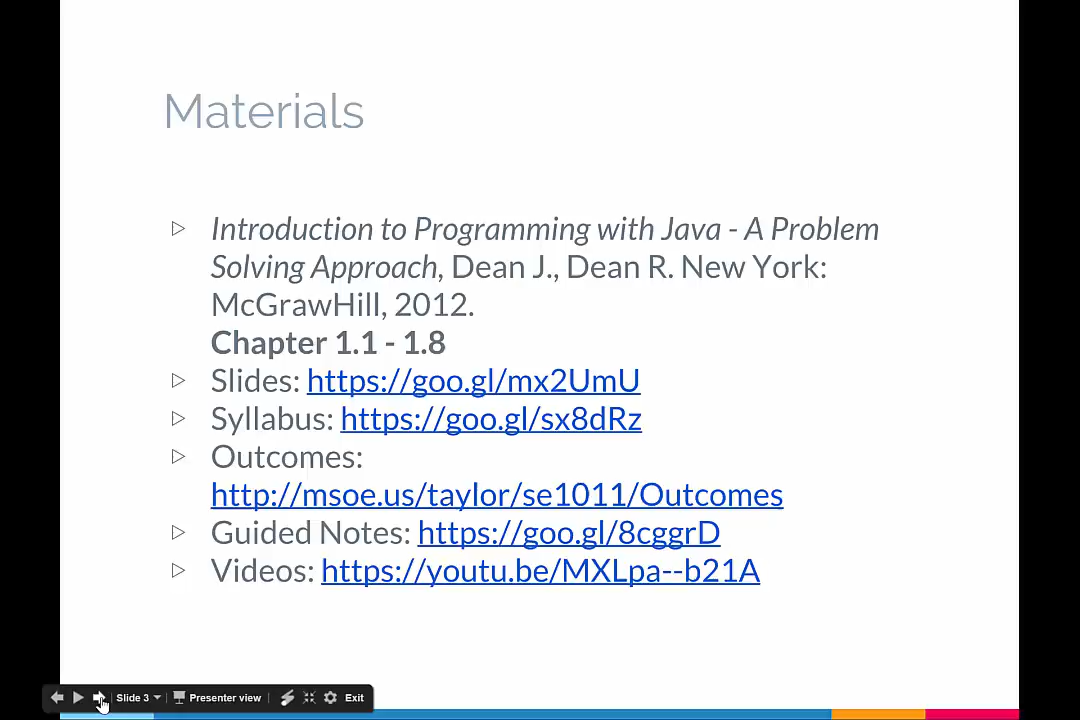 Materials
Introduction to Programming with Java - A Problem
Solving Approach, Dean J., Dean R. New York:
McGrawHill, 2012.
Chapter 1.1 - 1.8
Slides: https://goo.gl/mx2UmU
Syllabus: https://goo.gl/sx8dRz
Outcomes:
http://msoe.us/taylor/se1011/Outcomes
Guided Notes: https://goo.gl/8cggrD
Videos: https://youtu.be/MXLpa--b21A
Slide 3 Presenter view Exit